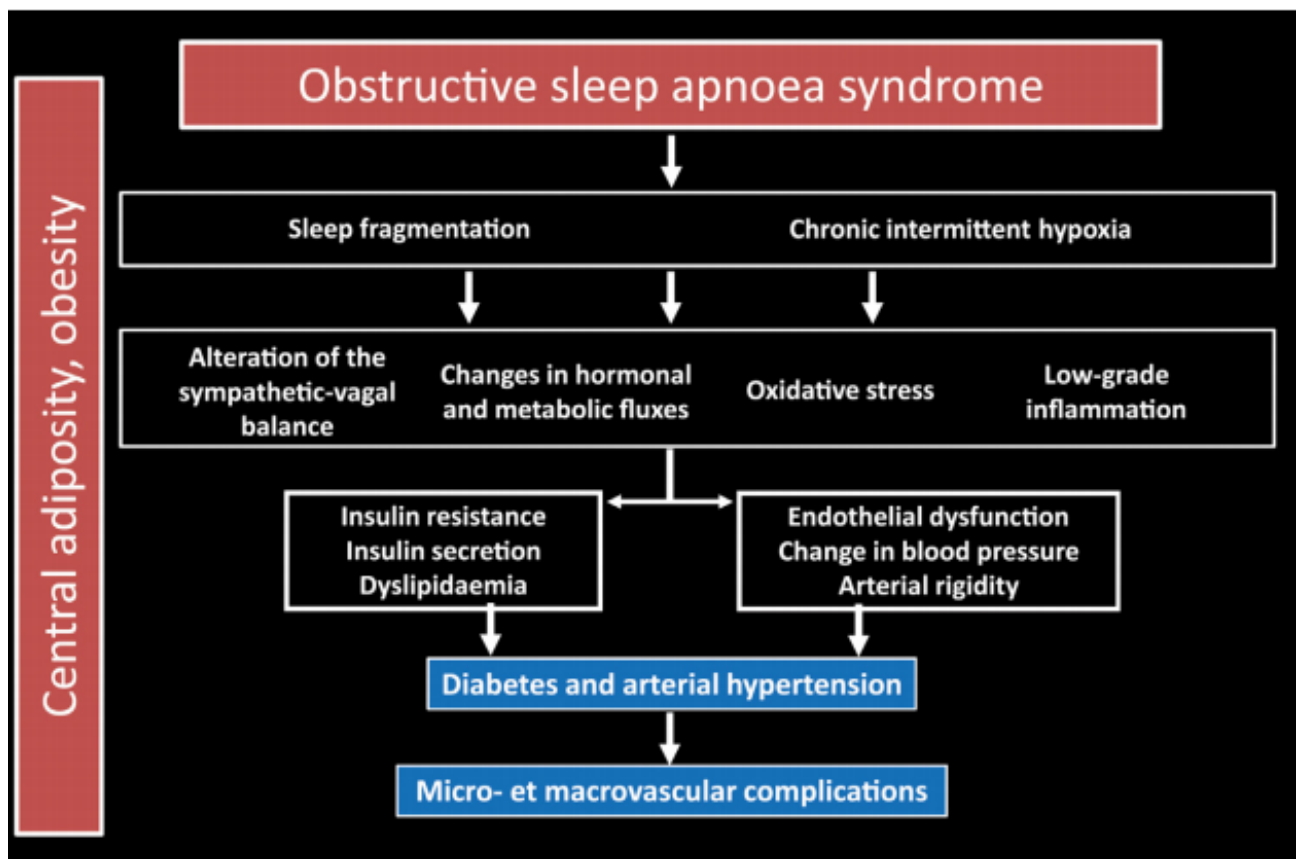 Obstructive sleep apnoea syndrome
Central adiposity, obesity
Sleep fragmentation
Chronic intermittent hypoxia
Alteration of the
sympathetic-vagal
balance
Changes in hormonal
and metabolic fluxes
Oxidative stress
Low-grade
inflammation
Insulin resistance
Insulin secretion
Dyslipidaemia
Endothelial dysfunction
Change in blood pressure
Arterial rigidity
Diabetes and arterial hypertension
Micro- et macrovascular complications